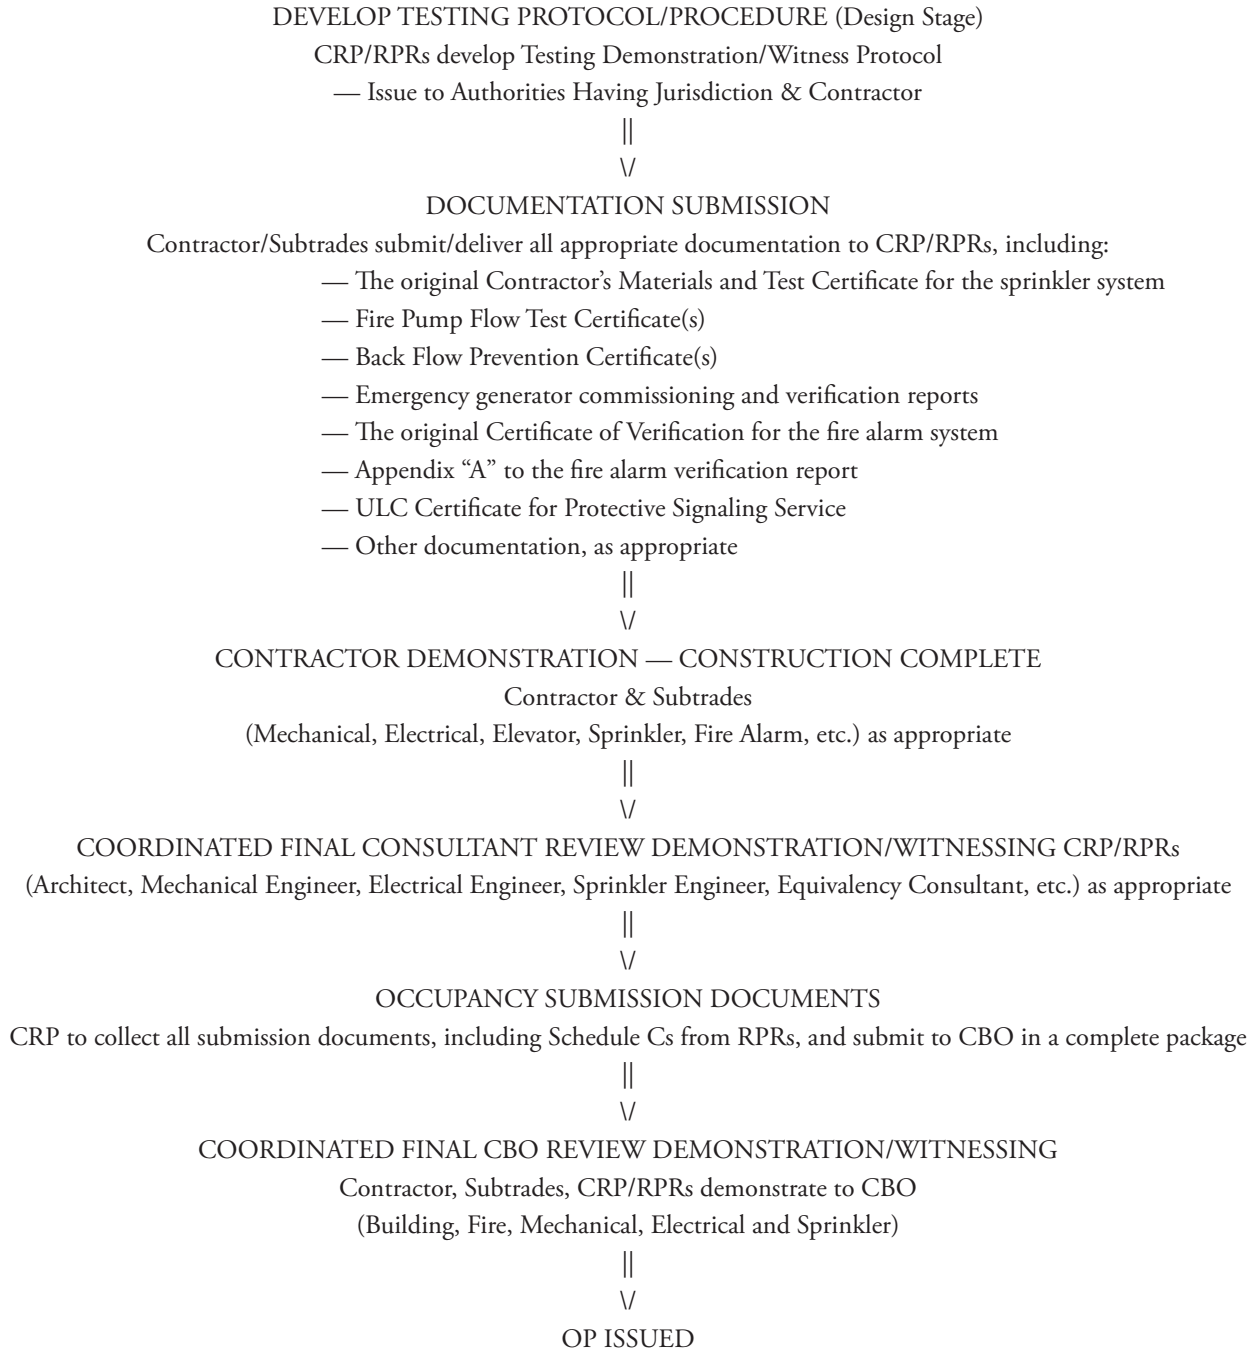 DEVELOP TESTING PROTOCOL/PROCEDURE (Design Stage)
CRP/RPRs develop Testing Demonstration/Witness Protocol
— Issue to Authorities Having Jurisdiction & Contractor
||
\/
DOCUMENTATION SUBMISSION
Contractor/Subtrades submit/deliver all appropriate documentation to CRP/RPRs, including:
— The original Contractor’s Materials and Test Certificate for the sprinkler system
— Fire Pump Flow Test Certificate(s)
— Back Flow Prevention Certificate(s)
— Emergency generator commissioning and verification reports
— The original Certificate of Verification for the fire alarm system
— Appendix “A” to the fire alarm verification report
— ULC Certificate for Protective Signaling Service
— Other documentation, as appropriate
||
\/
CONTRACTOR DEMONSTRATION — CONSTRUCTION COMPLETE
Contractor & Subtrades
(Mechanical, Electrical, Elevator, Sprinkler, Fire Alarm, etc.) as appropriate
||
\/
COORDINATED FINAL CONSULTANT REVIEW DEMONSTRATION/WITNESSING CRP/RPRs
(Architect, Mechanical Engineer, Electrical Engineer, Sprinkler Engineer, Equivalency Consultant, etc.) as appropriate
||
\/
OCCUPANCY SUBMISSION DOCUMENTS
CRP to collect all submission documents, including Schedule Cs from RPRs, and submit to CBO in a complete package
||
\/
COORDINATED FINAL CBO REVIEW DEMONSTRATION/WITNESSING
Contractor, Subtrades, CRP/RPRs demonstrate to CBO
(Building, Fire, Mechanical, Electrical and Sprinkler)
||
\/
OP ISSUED